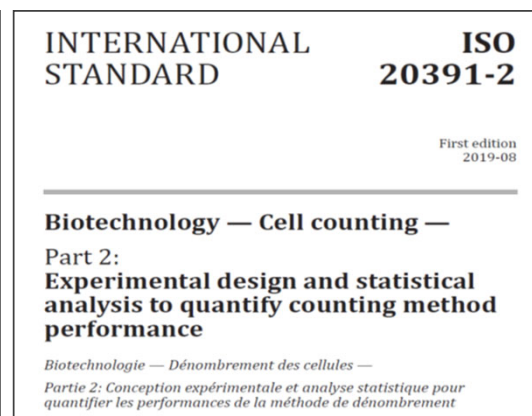 INTERNATIONAL STANDARD
ISO 20391-2
First edition
2019-08
Biotechnology — Cell counting —
Part 2:
Experimental design and statistical
analysis to quantify counting method
performance
Biotechnologie — Dénombrement des cellules —
Partie 2: Conception expérimentale et analyse statistique pour
quantifier les performances de la méthode de dénombrement